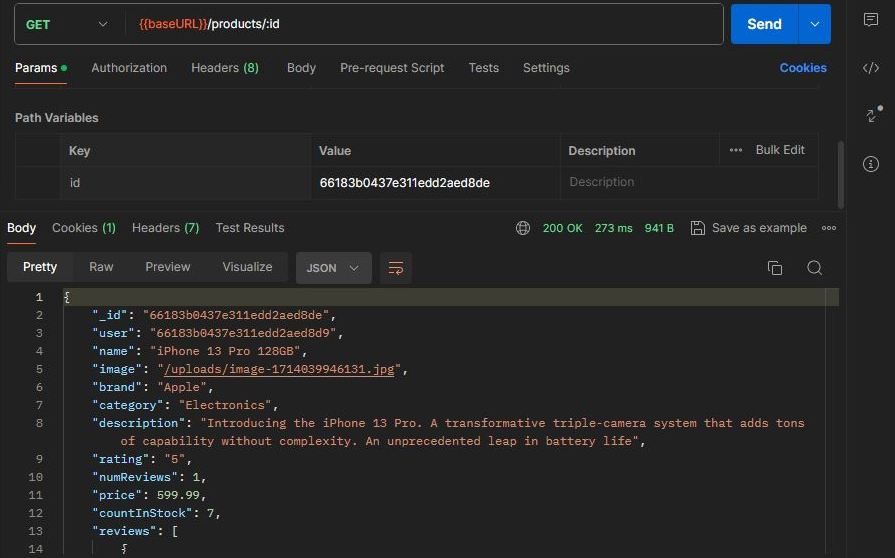 GET {{baseURL}}/products/:id Send
Params Authorization Headers (8) Body Pre-request Script Tests Settings Cookies
Path Variables
Key Value Description Bulk Edit
id 66183b0437e311edd2aed8de Description
Body Cookies (1) Headers (7) Test Results 200 OK 273 ms 941 B Save as example
Pretty Raw Preview Visualize JSON
1 {
2 "_id": "66183b0437e311edd2aed8de",
3 "user": "66183b0437e311edd2aed8d9",
4 "name": "iPhone 13 Pro 128GB",
5 "image": "/uploads/image-1714039946131.jpg",
6 "brand": "Apple",
7 "category": "Electronics",
8 "description": "Introducing the iPhone 13 Pro. A transformative triple-camera system that adds tons
of capability without complexity. An unprecedented leap in battery life",
9 "rating": "5",
10 "numReviews": 1,
11 "price": 599.99,
12 "countInStock": 7,
13 "reviews": [
14 {